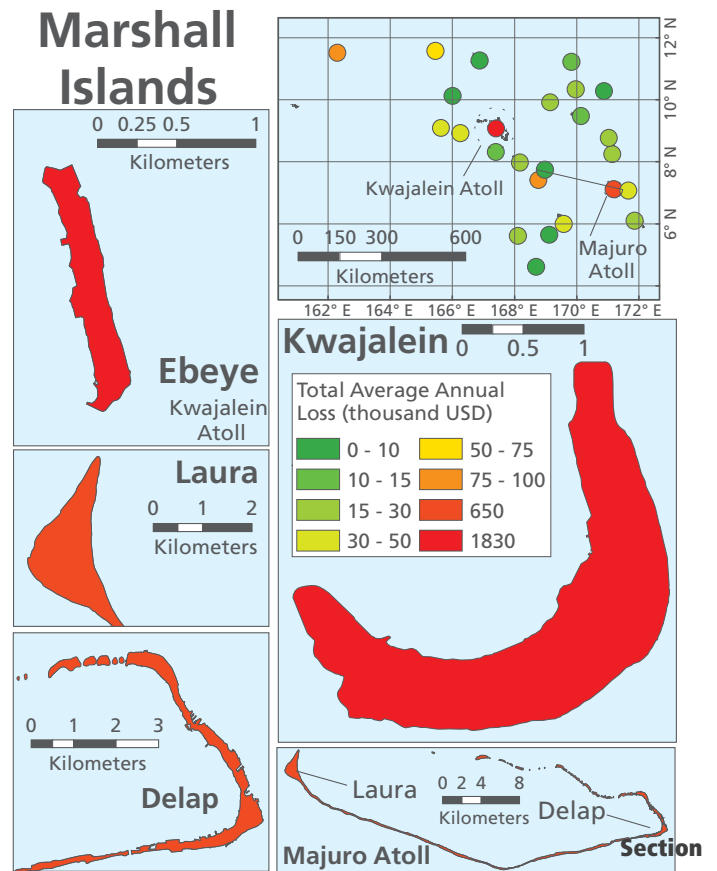 Marshall
Islands
12° N
10° N
8° N
6° N
Kwajalein Atoll
Majuro
Atoll
0 150 300 600
Kilometers
162° E 164° E 166° E 168° E 170° E 172° E
0 0.25 0.5 1
Kilometers
Ebeye
Kwajalein
Atoll
Kwajalein
0 0.5 1
Total Average Annual
Loss (thousand USD)
0 - 10 50 - 75
10 - 15 75 - 100
15 - 30 650
30 - 50 1830
Laura
0 1 2
Kilometers
0 1 2 3
Kilometers
Delap
Laura
0 2 4 8
Kilometers
Delap
Section
Majuro Atoll